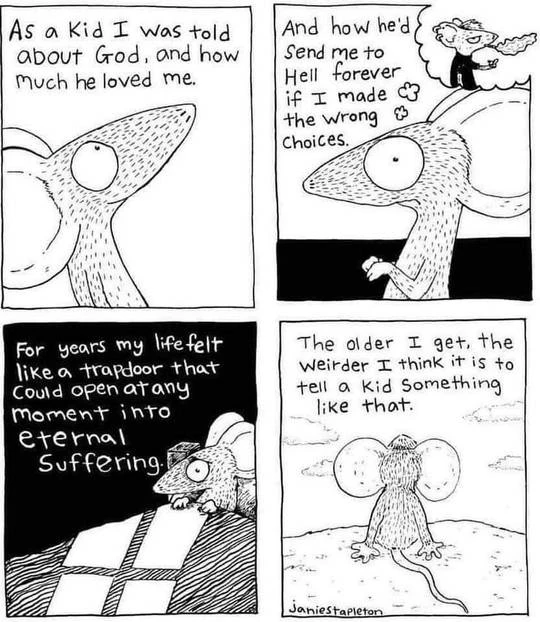 As a Kid I was told
about God, and how
much he loved me.
And how he'd
Send me to
Hell forever
if I made
the wrong
Choices.
For years my life felt
like a trapdoor that
Could open at any
moment into
eternal
Suffering.
The older I get, the
weirder I think it is to
tell a kid Something
like that.
Janiestapleton